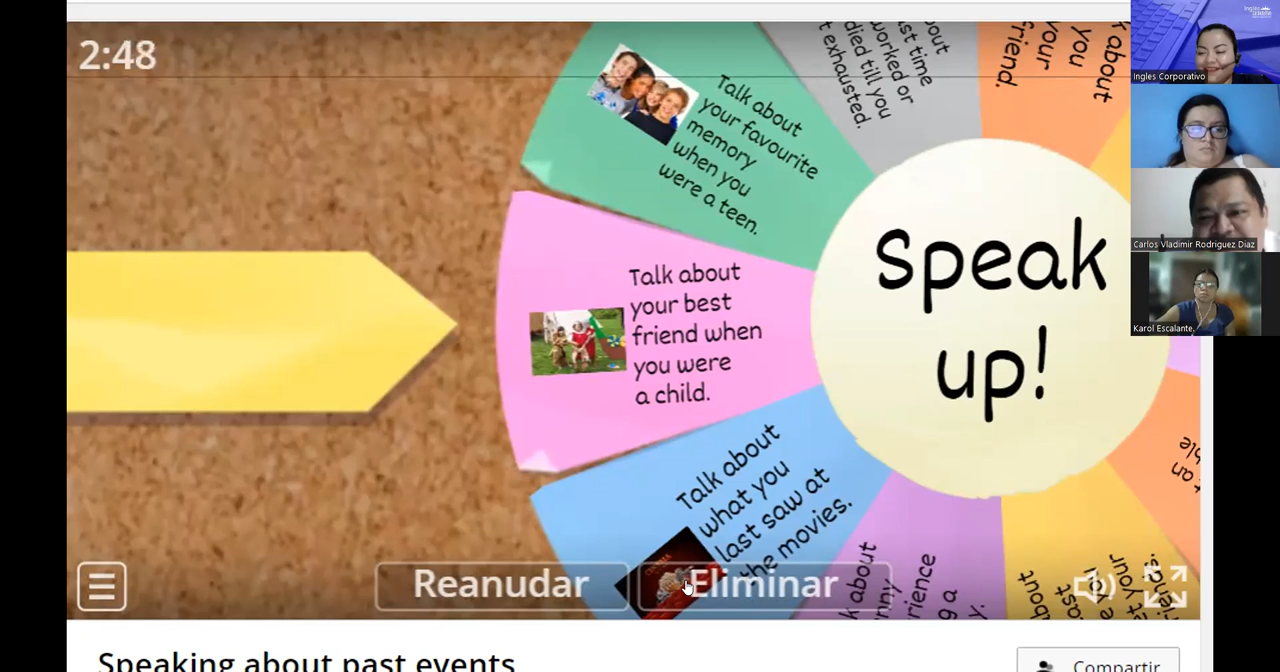 2:48
Talk about
your favourite
memory
when you
were a teen.
Talk about
your best
friend when
you were
a child.
Talk about
what you
last saw at
the movies.
Speak
up!
about
st time
worked or
died till you
t exhausted.
about
you
your
friend.
Reanudar
Eliminar
Speaking about past events
Compartir
Ingles Corporativo
Carlos Vladimir Rodriguez Diaz
Karol Escalante.